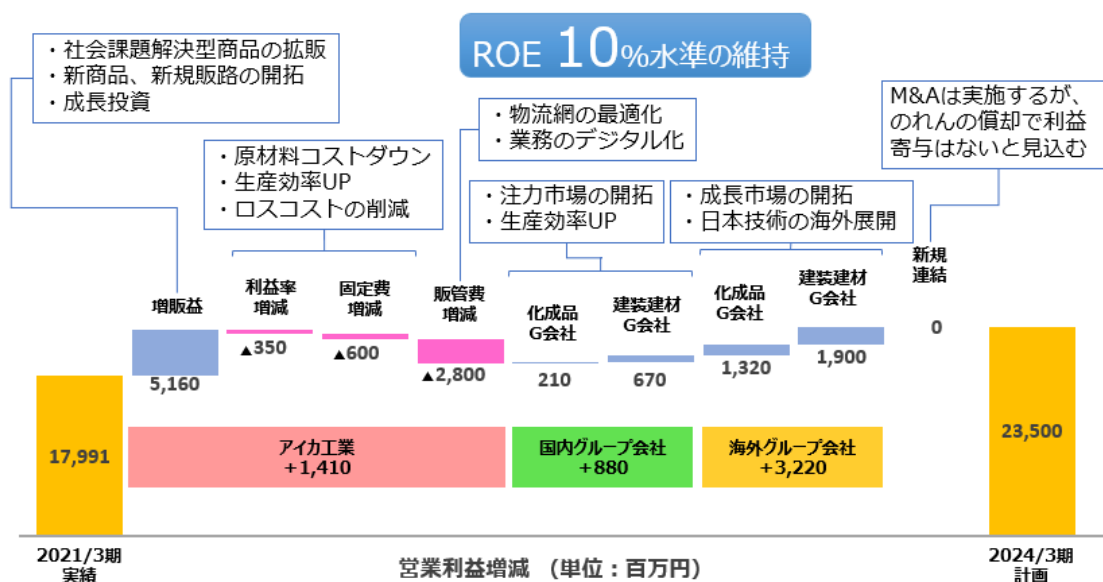 ROE 10%水準の維持
・社会課題解決型商品の拡販
・新商品、新規販路の開拓
・成長投資
・原材料コストダウン
・生産効率UP
・ロスコストの削減
・物流網の最適化
・業務のデジタル化
・注力市場の開拓
・生産効率UP
・成長市場の開拓
・日本技術の海外展開
M&Aは実施するが、
のれんの償却で利益
寄与はないと見込む
増販益
利益率
増減
固定費
増減
販管費
増減
化成品
G会社
建装建材
G会社
化成品
G会社
建装建材
G会社
新規
連結
5,160
▲350
▲600
▲2,800
210
670
1,320
1,900
0
17,991
アイカ工業
+1,410
国内グループ会社
+880
海外グループ会社
+3,220
23,500
2021/3期
実績
営業利益増減 (単位:百万円)
2024/3期
計画